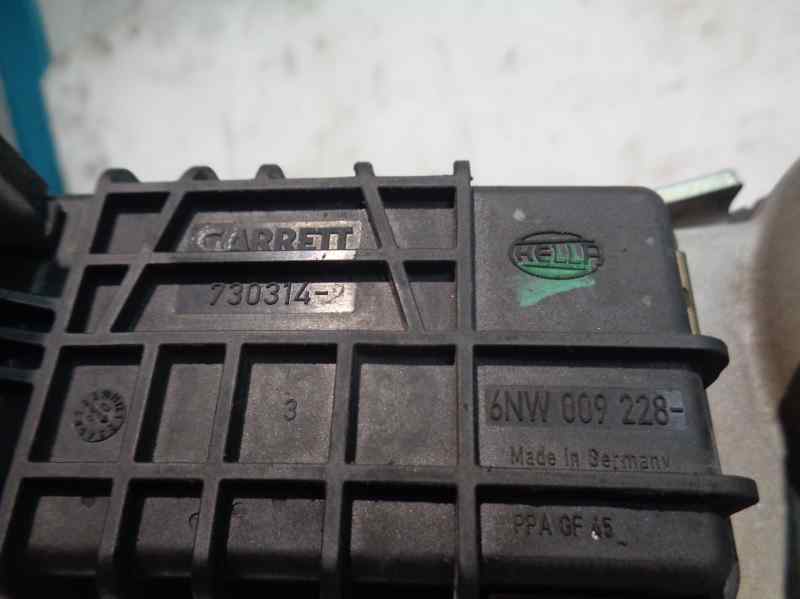 GARRETT
730314-
HELLA
3
6NW 009 228-
Made in Germany
PPA GF 45